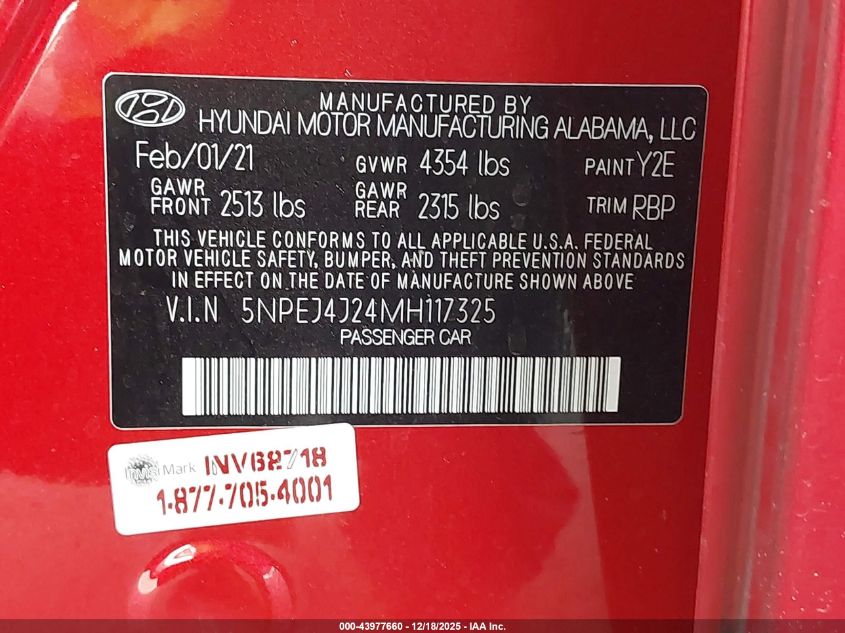 MANUFACTURED BY
HYUNDAI MOTOR MANUFACTURING ALABAMA, LLC
Feb/01/21 GVWR 4354 lbs PAINT Y2E
GAWR FRONT 2513 lbs GAWR REAR 2315 lbs TRIM RBP
THIS VEHICLE CONFORMS TO ALL APPLICABLE U.S.A. FEDERAL
MOTOR VEHICLE SAFETY, BUMPER, AND THEFT PREVENTION STANDARDS
IN EFFECT ON THE DATE OF MANUFACTURE SHOWN ABOVE
V.I.N 5NPEJ4J24MH117325
PASSENGER CAR
Mark INV68718
1-877-705-4001
000-43977660 - 12/18/2025 - IAA Inc.